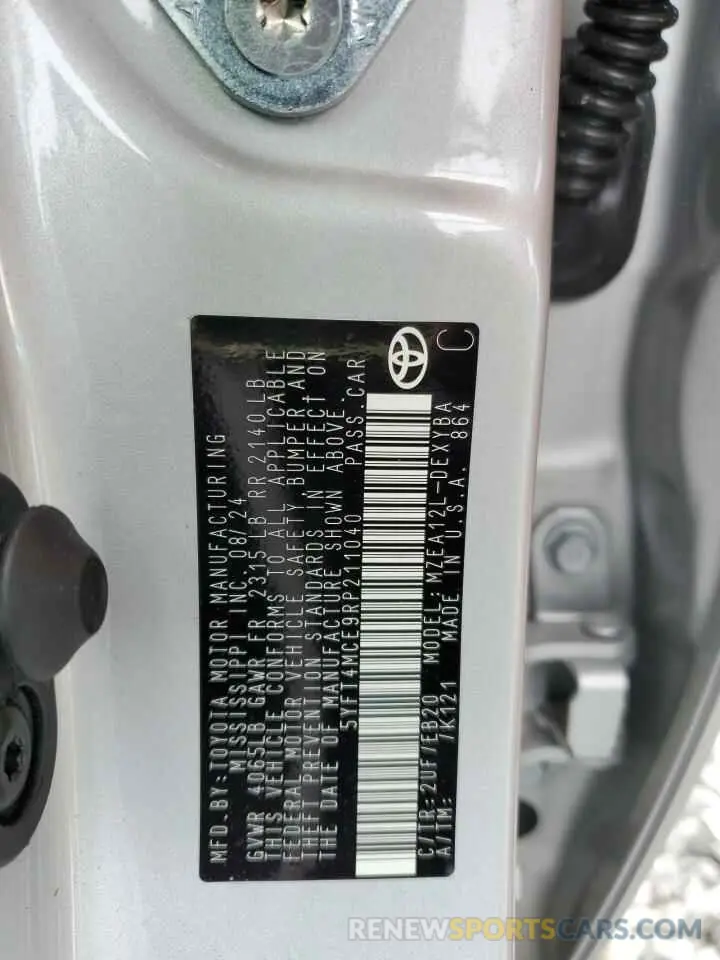 MFD. BY: TOYOTA MOTOR MANUFACTURING
MISSISSIPPI INC. 08/24
GVWR 4065LB GAWR FR 2315 LB RR 2140 LB
THIS VEHICLE CONFORMS TO ALL APPLICABLE
FEDERAL MOTOR VEHICLE SAFETY, BUMPER, AND
THEFT PREVENTION STANDARDS IN EFFECT ON
THE DATE OF MANUFACTURE SHOWN ABOVE.
5YFT4MCE9RP211040 PASS. CAR
C/TR: 2UF/EB20 MODEL: MZEA12L-DEXYBA
A/TM: /K121 MADE IN U.S.A. 864
C
RENEWSPORTSCARS.COM